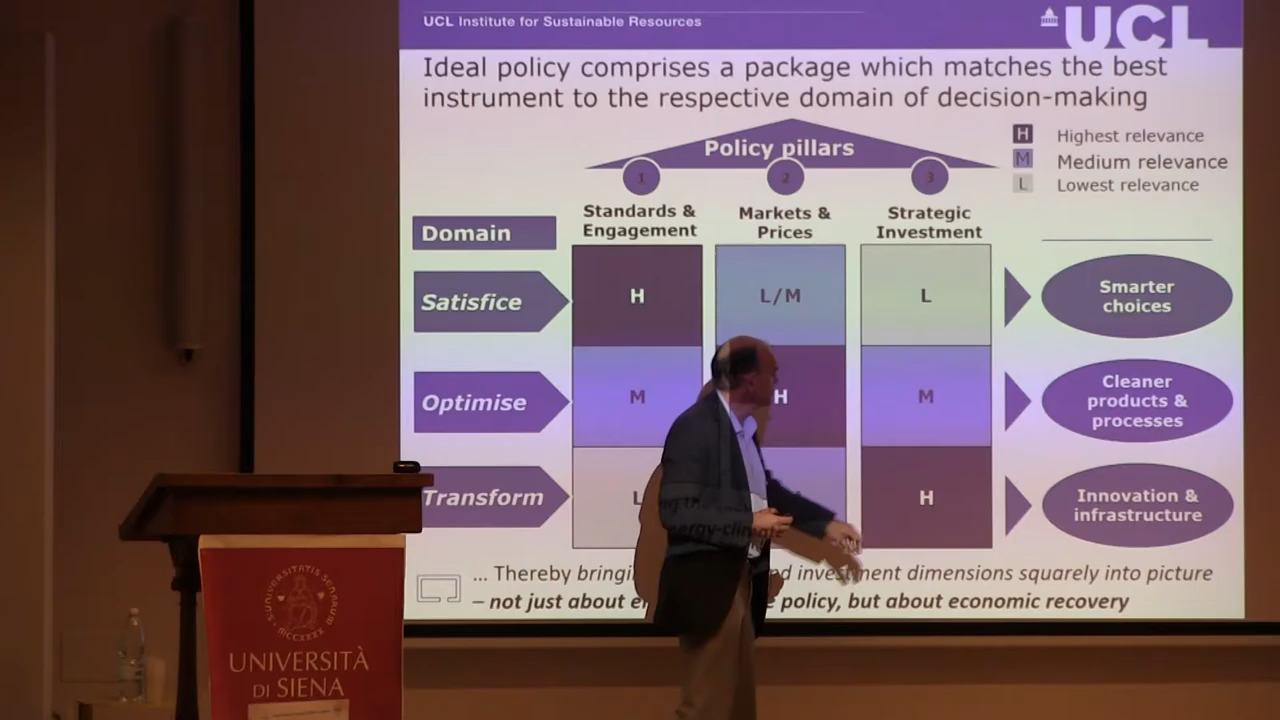 UCL Institute for Sustainable Resources
UCL
Ideal policy comprises a package which matches the best
instrument to the respective domain of decision-making
Policy pillars
H Highest relevance
M Medium relevance
L Lowest relevance
1 2 3
Domain
Standards &
Engagement
Markets &
Prices
Strategic
Investment
Satisfice H L/M L
Smarter
choices
Optimise M H M
Cleaner
products &
processes
Transform L H
Innovation &
infrastructure
... Thereby nd investment dimensions squarely into picture
– not just about policy, but about economic recovery
energy-climate
UNIVERSITÀ
DI SIENA